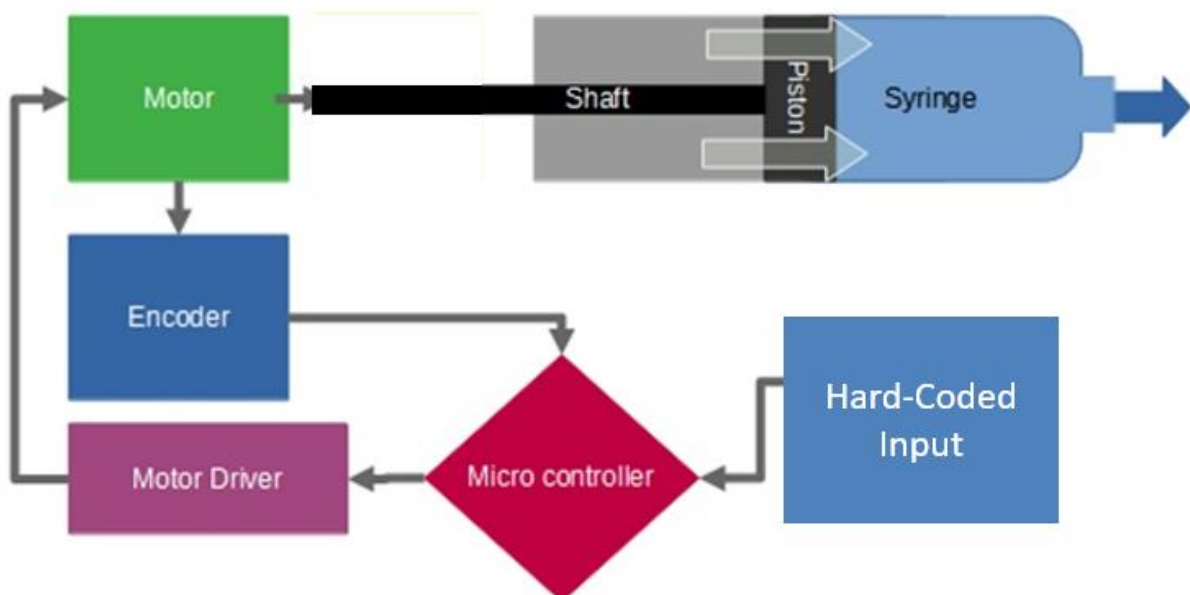 Motor
Shaft
Piston
Syringe
Encoder
Hard-Coded
Input
Motor Driver
Micro controller